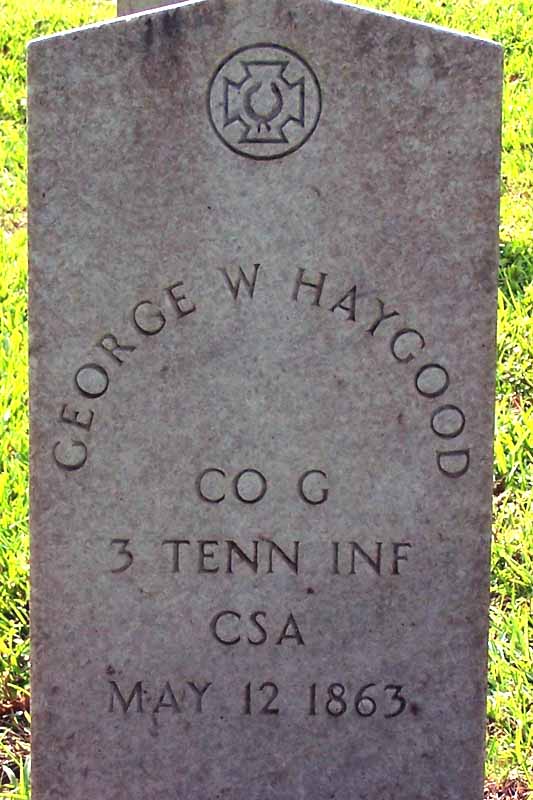 GEORGE W HAYGOOD
CO G
3 TENN INF
CSA
MAY 12 1863